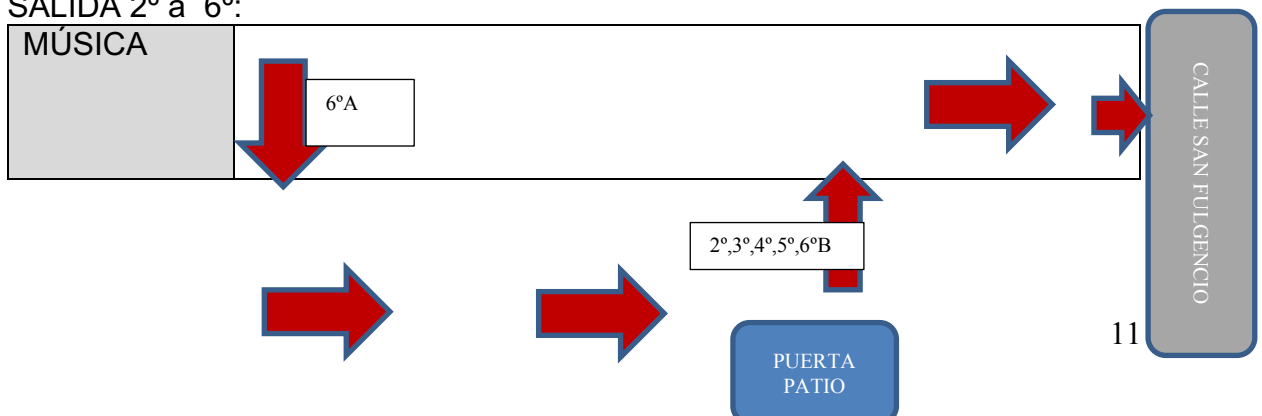 SALIDA 2º a 6º:
MÚSICA
6ºA
CALLE SAN FULGENCIO
2º,3º,4º,5º,6ºB
11
PUERTA
PATIO